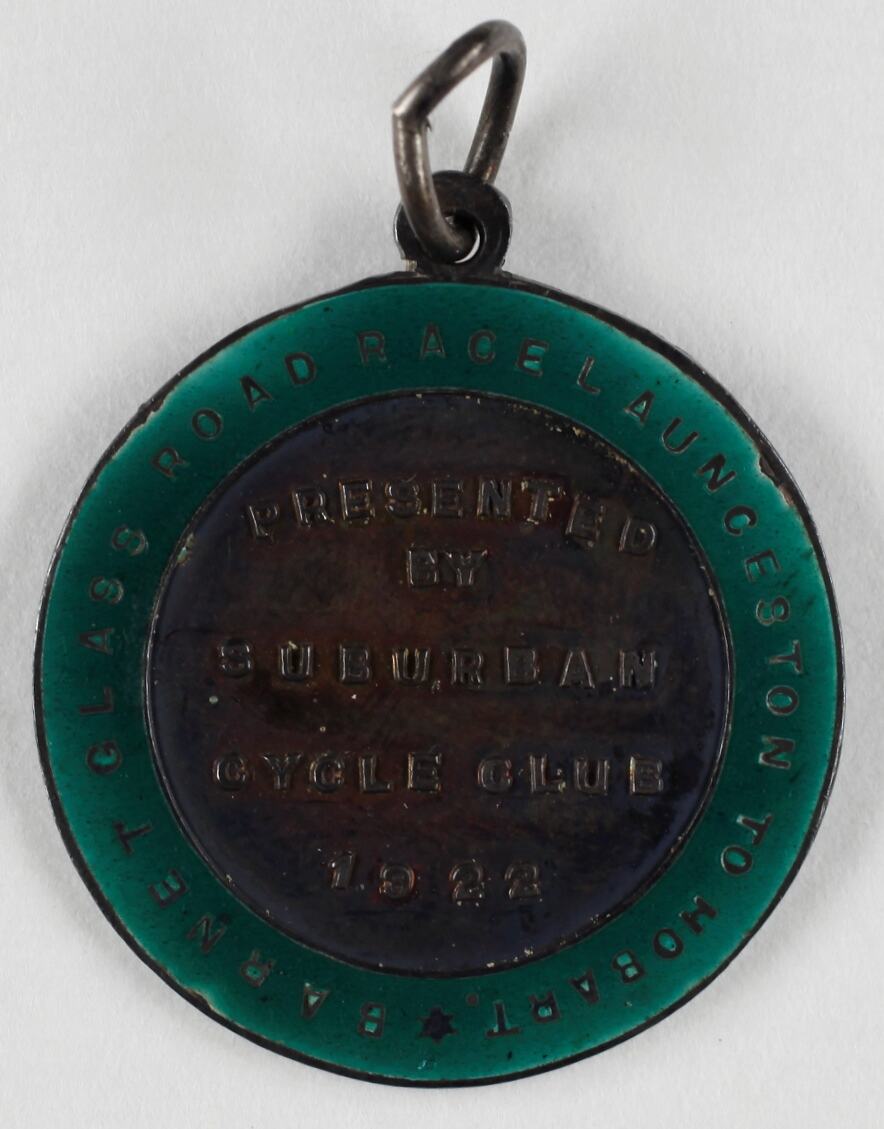 BARNET GLASS ROAD RACE LAUNCESTON TO HOBART.
PRESENTED
BY
SUBURBAN
CYCLE CLUB
1922